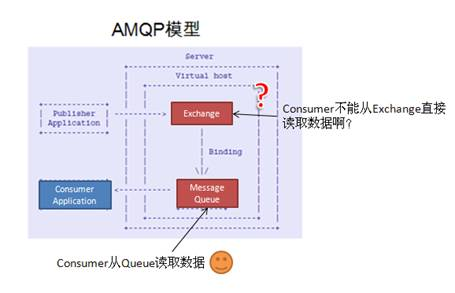 AMQP模型
Server
Virtual host
?
Publisher
Application
Exchange
Consumer不能从Exchange直接
读取数据啊?
Binding
Consumer
Application
Message
Queue
Consumer从Queue读取数据